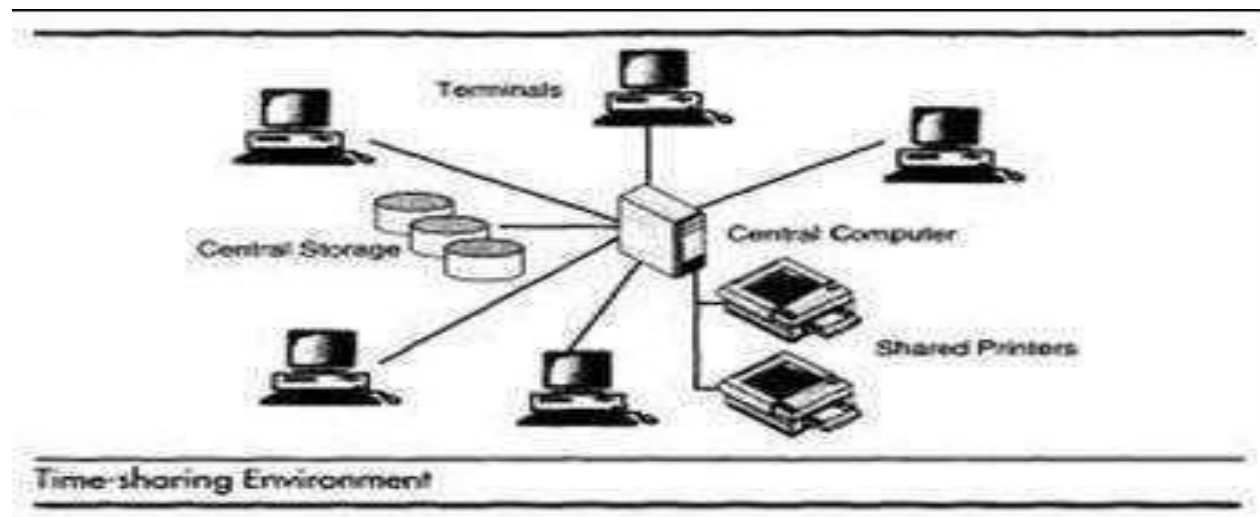 Terminals
Central Storage
Central Computer
Shared Printers
Time-sharing Environment